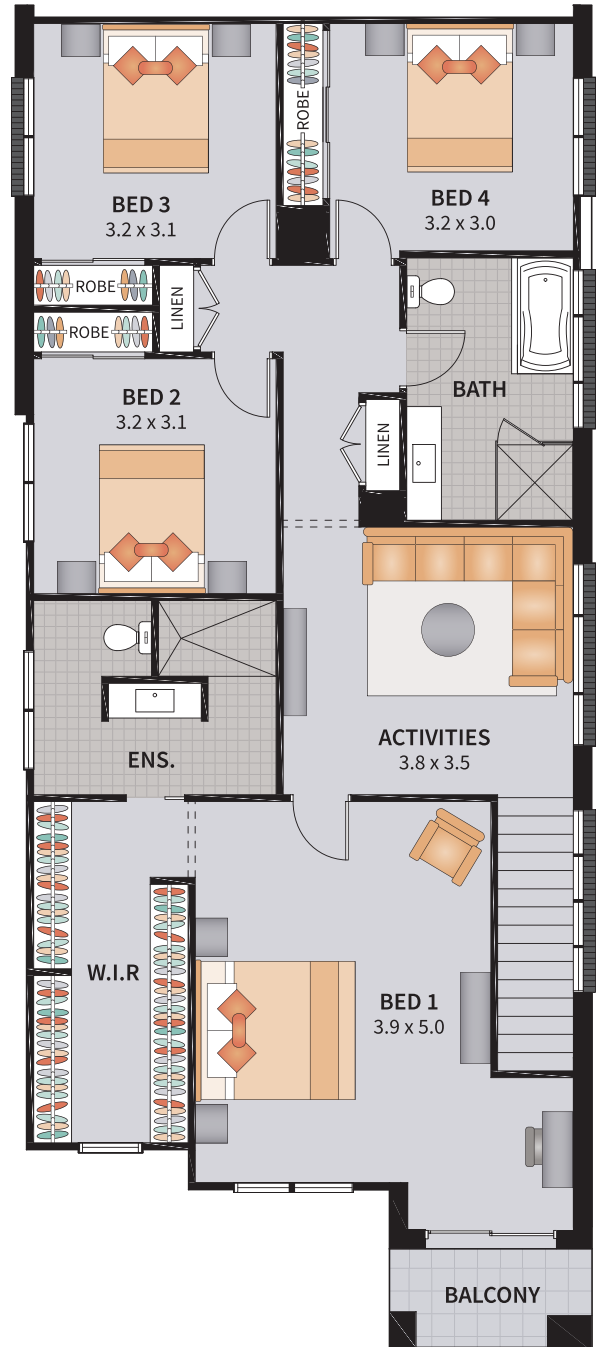 BED 3
3.2 x 3.1
ROBE
BED 4
3.2 x 3.0
ROBE
LINEN
ROBE
BED 2
3.2 x 3.1
BATH
LINEN
ENS.
ACTIVITIES
3.8 x 3.5
W.I.R
BED 1
3.9 x 5.0
BALCONY